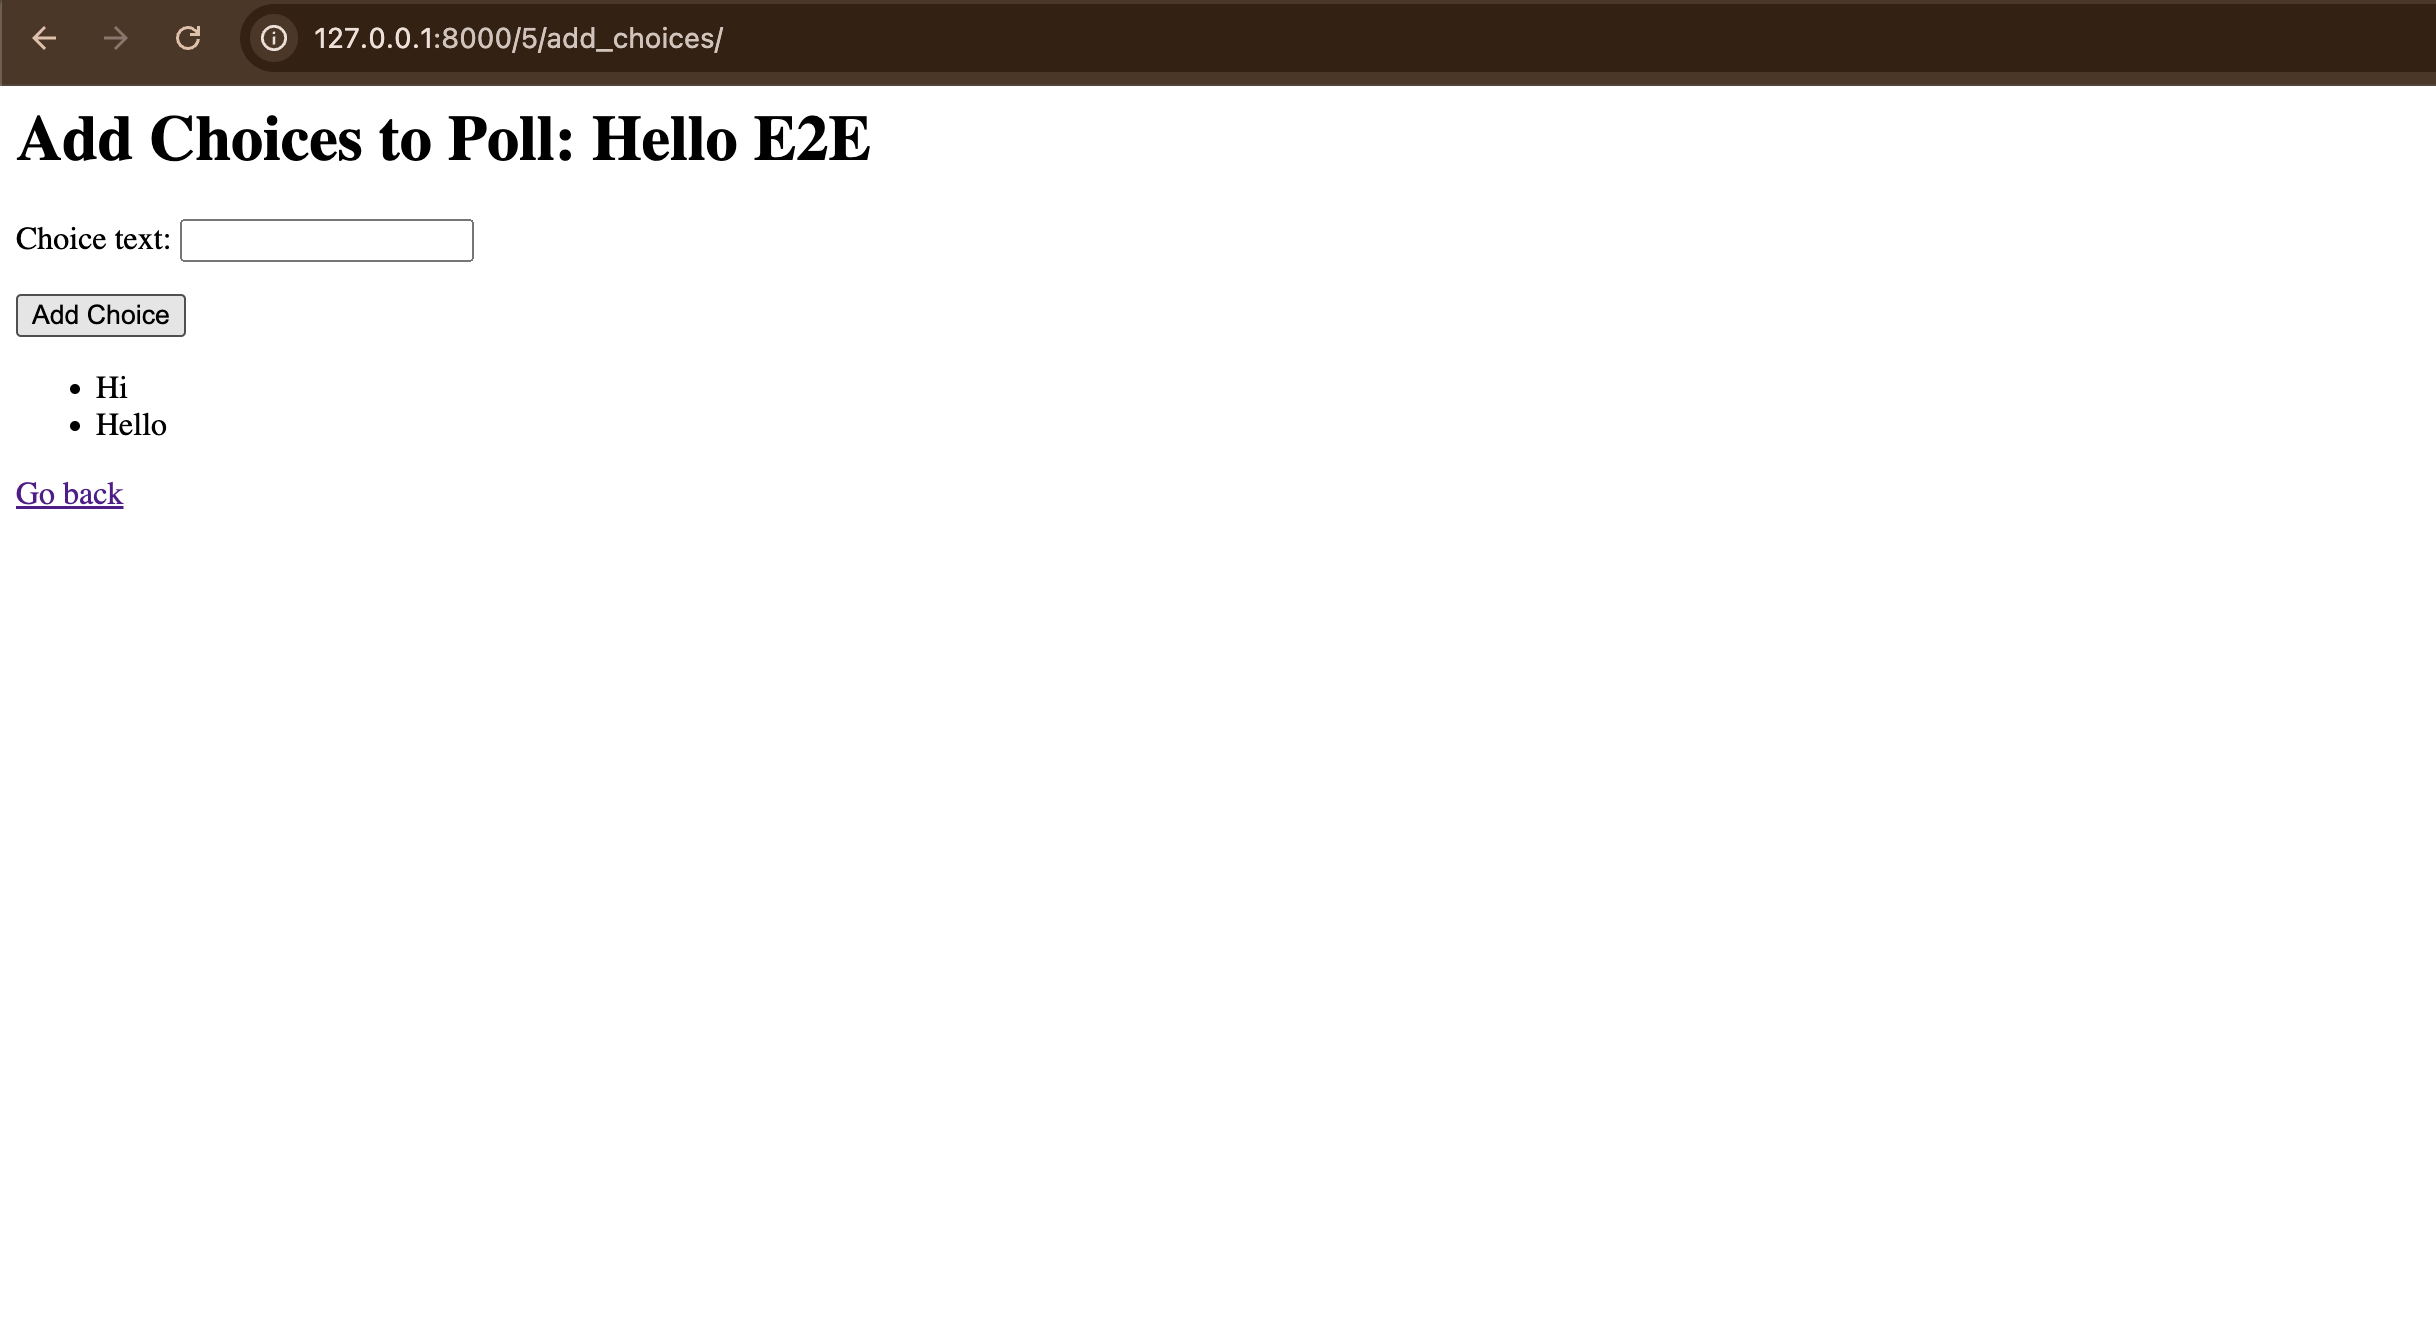 127.0.0.1:8000/5/add_choices/
Add Choices to Poll: Hello E2E
Choice text:
Add Choice
Hi
Hello
Go back